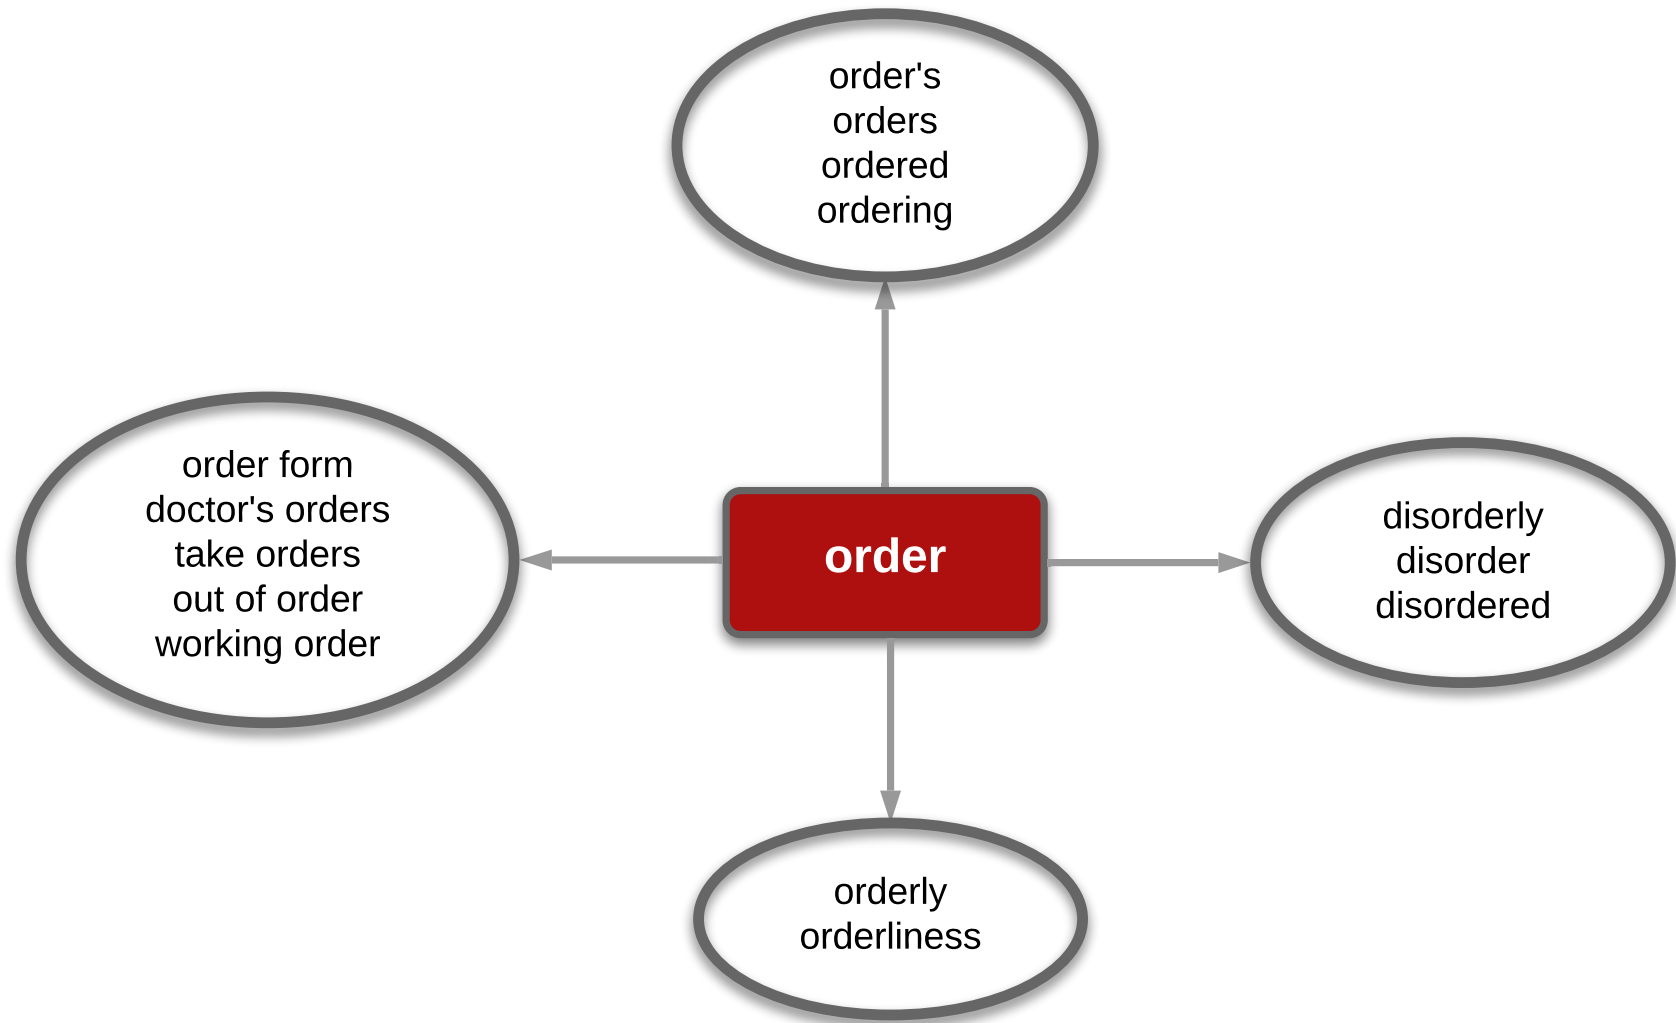 order's
orders
ordered
ordering
order form
doctor's orders
take orders
out of order
working order
order
disorderly
disorder
disordered
orderly
orderliness